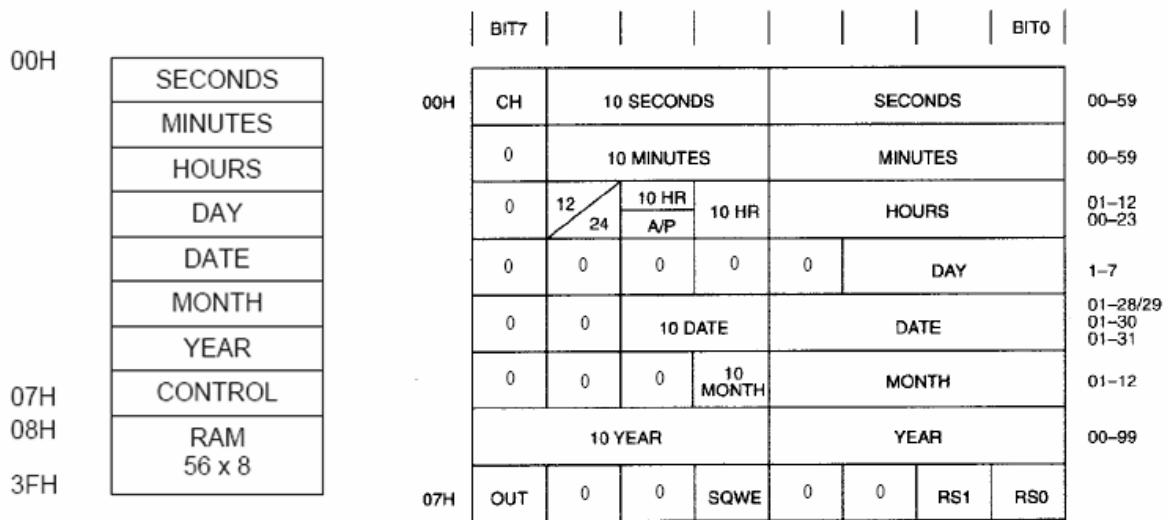 00H
SECONDS
MINUTES
HOURS
DAY
DATE
MONTH
YEAR
07H CONTROL
08H RAM
56 x 8
3FH
BIT7 BIT0
00H CH 10 SECONDS SECONDS 00–59
0 10 MINUTES MINUTES 00–59
0 12 24 10 HR A/P 10 HR HOURS 01–12 00–23
0 0 0 0 0 DAY 1–7
0 0 10 DATE DATE 01–28/29 01–30 01–31
0 0 0 10 MONTH MONTH 01–12
10 YEAR YEAR 00–99
07H OUT 0 0 SQWE 0 0 RS1 RS0